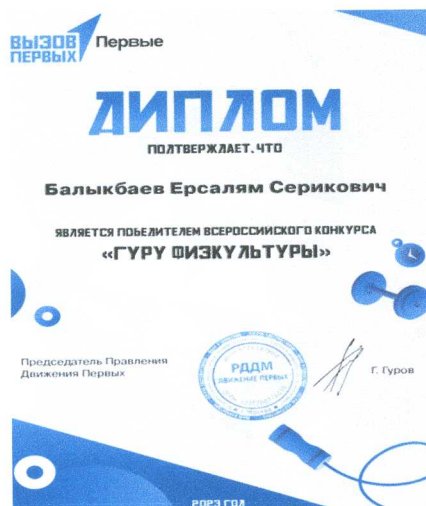 ВЫЗОВ
ПЕРВЫХ
Первые
ДИПЛОМ
ПОДТВЕРЖДАЕТ, ЧТО
Балыкбаев Ерсалям Серикович
ЯВЛЯЕТСЯ ПОБЕДИТЕЛЕМ ВСЕРОССИЙСКОГО КОНКУРСА
«ГУРУ ФИЗКУЛЬТУРЫ»
Председатель Правления
Движения Первых
РДДМ
ДВИЖЕНИЕ ПЕРВЫХ
Г. Гуров
2023 ГОД